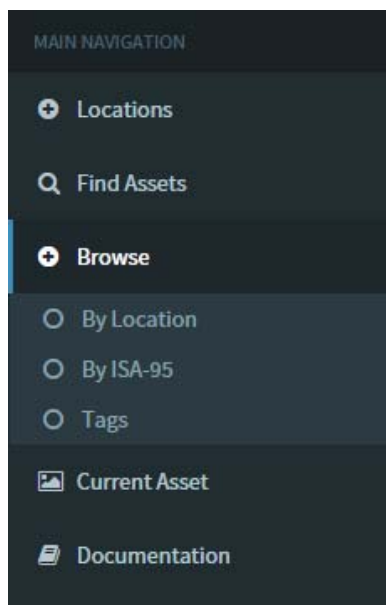 MAIN NAVIGATION
Locations
Find Assets
Browse
By Location
By ISA-95
Tags
Current Asset
Documentation